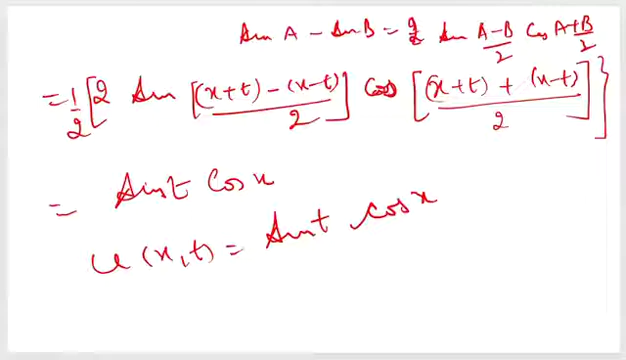 sin A - sin B = 2 sin A-B/2 cos A+B/2
= 1/2 [2 sin [(x+t) - (x-t)/2] cos [(x+t) + (x-t)/2]}
= sin t cos x
u(x,t) = sin t cos x